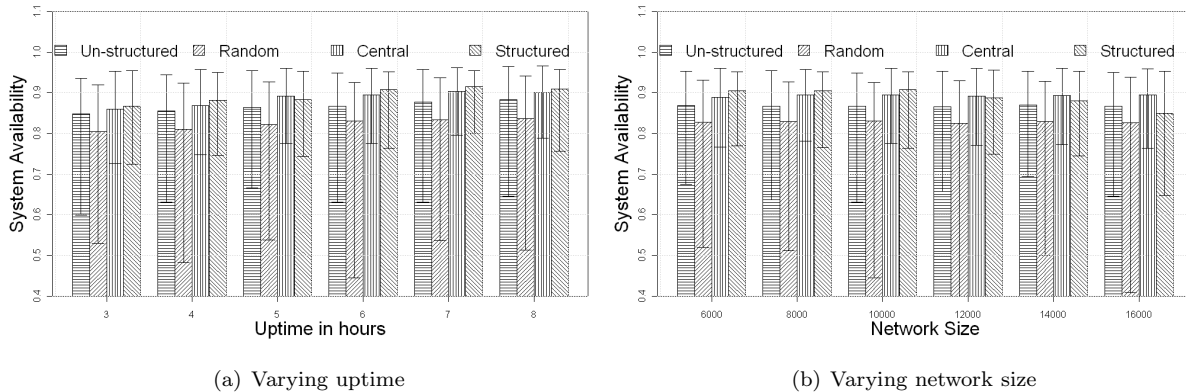 1.1
1.0
0.9
0.8
0.7
0.6
0.5
0.4
System Availability
Un-structured Random Central Structured
3 4 5 6 7 8
Uptime in hours
(a) Varying uptime
1.1
1.0
0.9
0.8
0.7
0.6
0.5
0.4
System Availability
Un-structured Random Central Structured
6000 8000 10000 12000 14000 16000
Network Size
(b) Varying network size